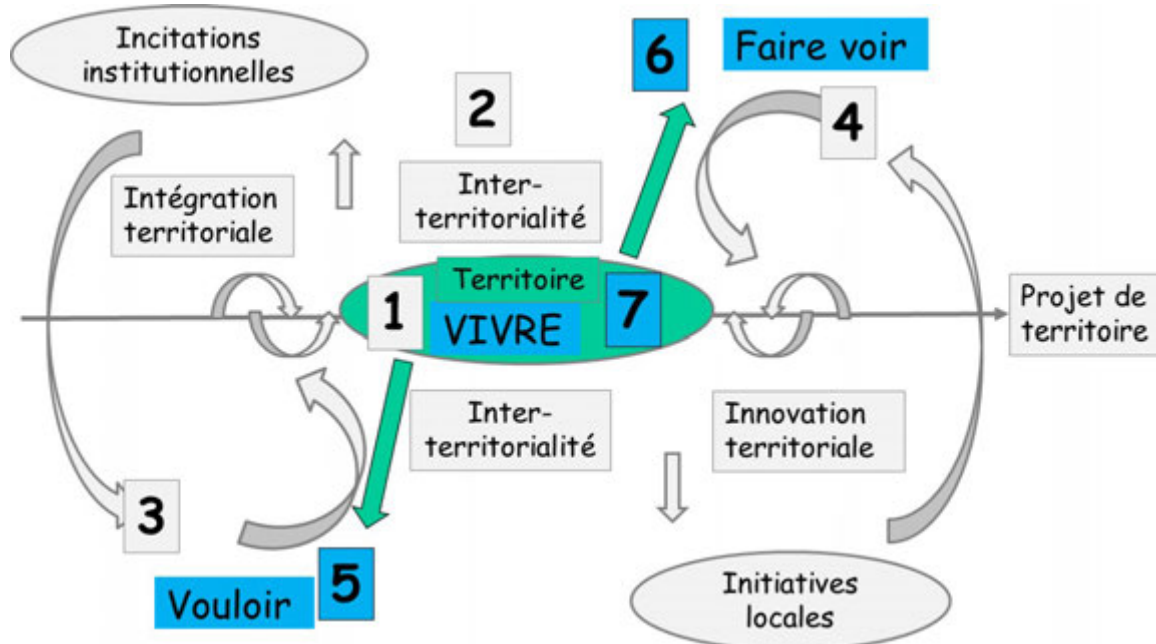 Incitations
institutionnelles
6
Faire voir
2
4
Intégration
territoriale
Inter-
territorialité
Territoire
1
VIVRE
7
Projet de
territoire
Inter-
territorialité
Innovation
territoriale
3
5
Vouloir
Initiatives
locales